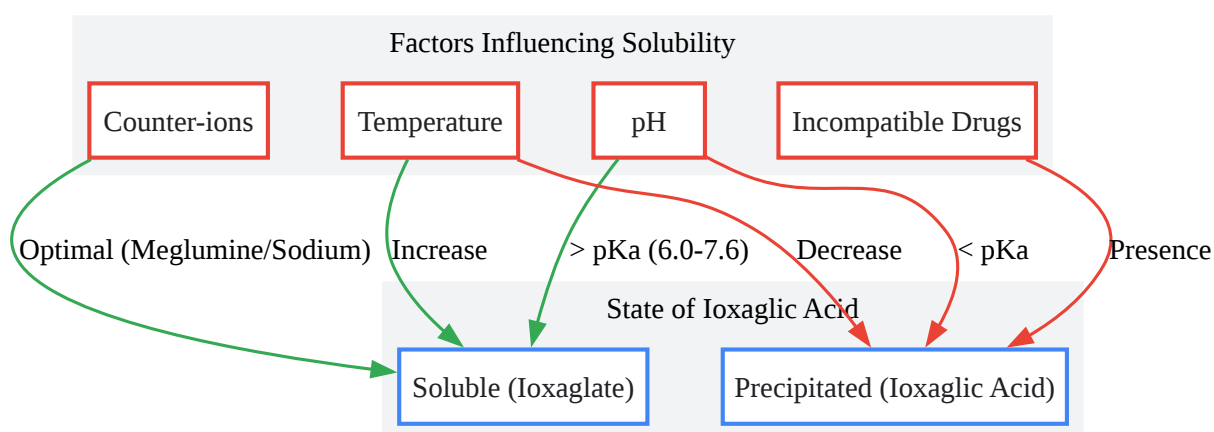 Factors Influencing Solubility
Counter-ions
Temperature
pH
Incompatible Drugs
Optimal (Meglumine/Sodium)
Increase
> pKa (6.0-7.6)
Decrease
< pKa
Presence
State of Ioxaglic Acid
Soluble (Ioxaglate)
Precipitated (Ioxaglic Acid)